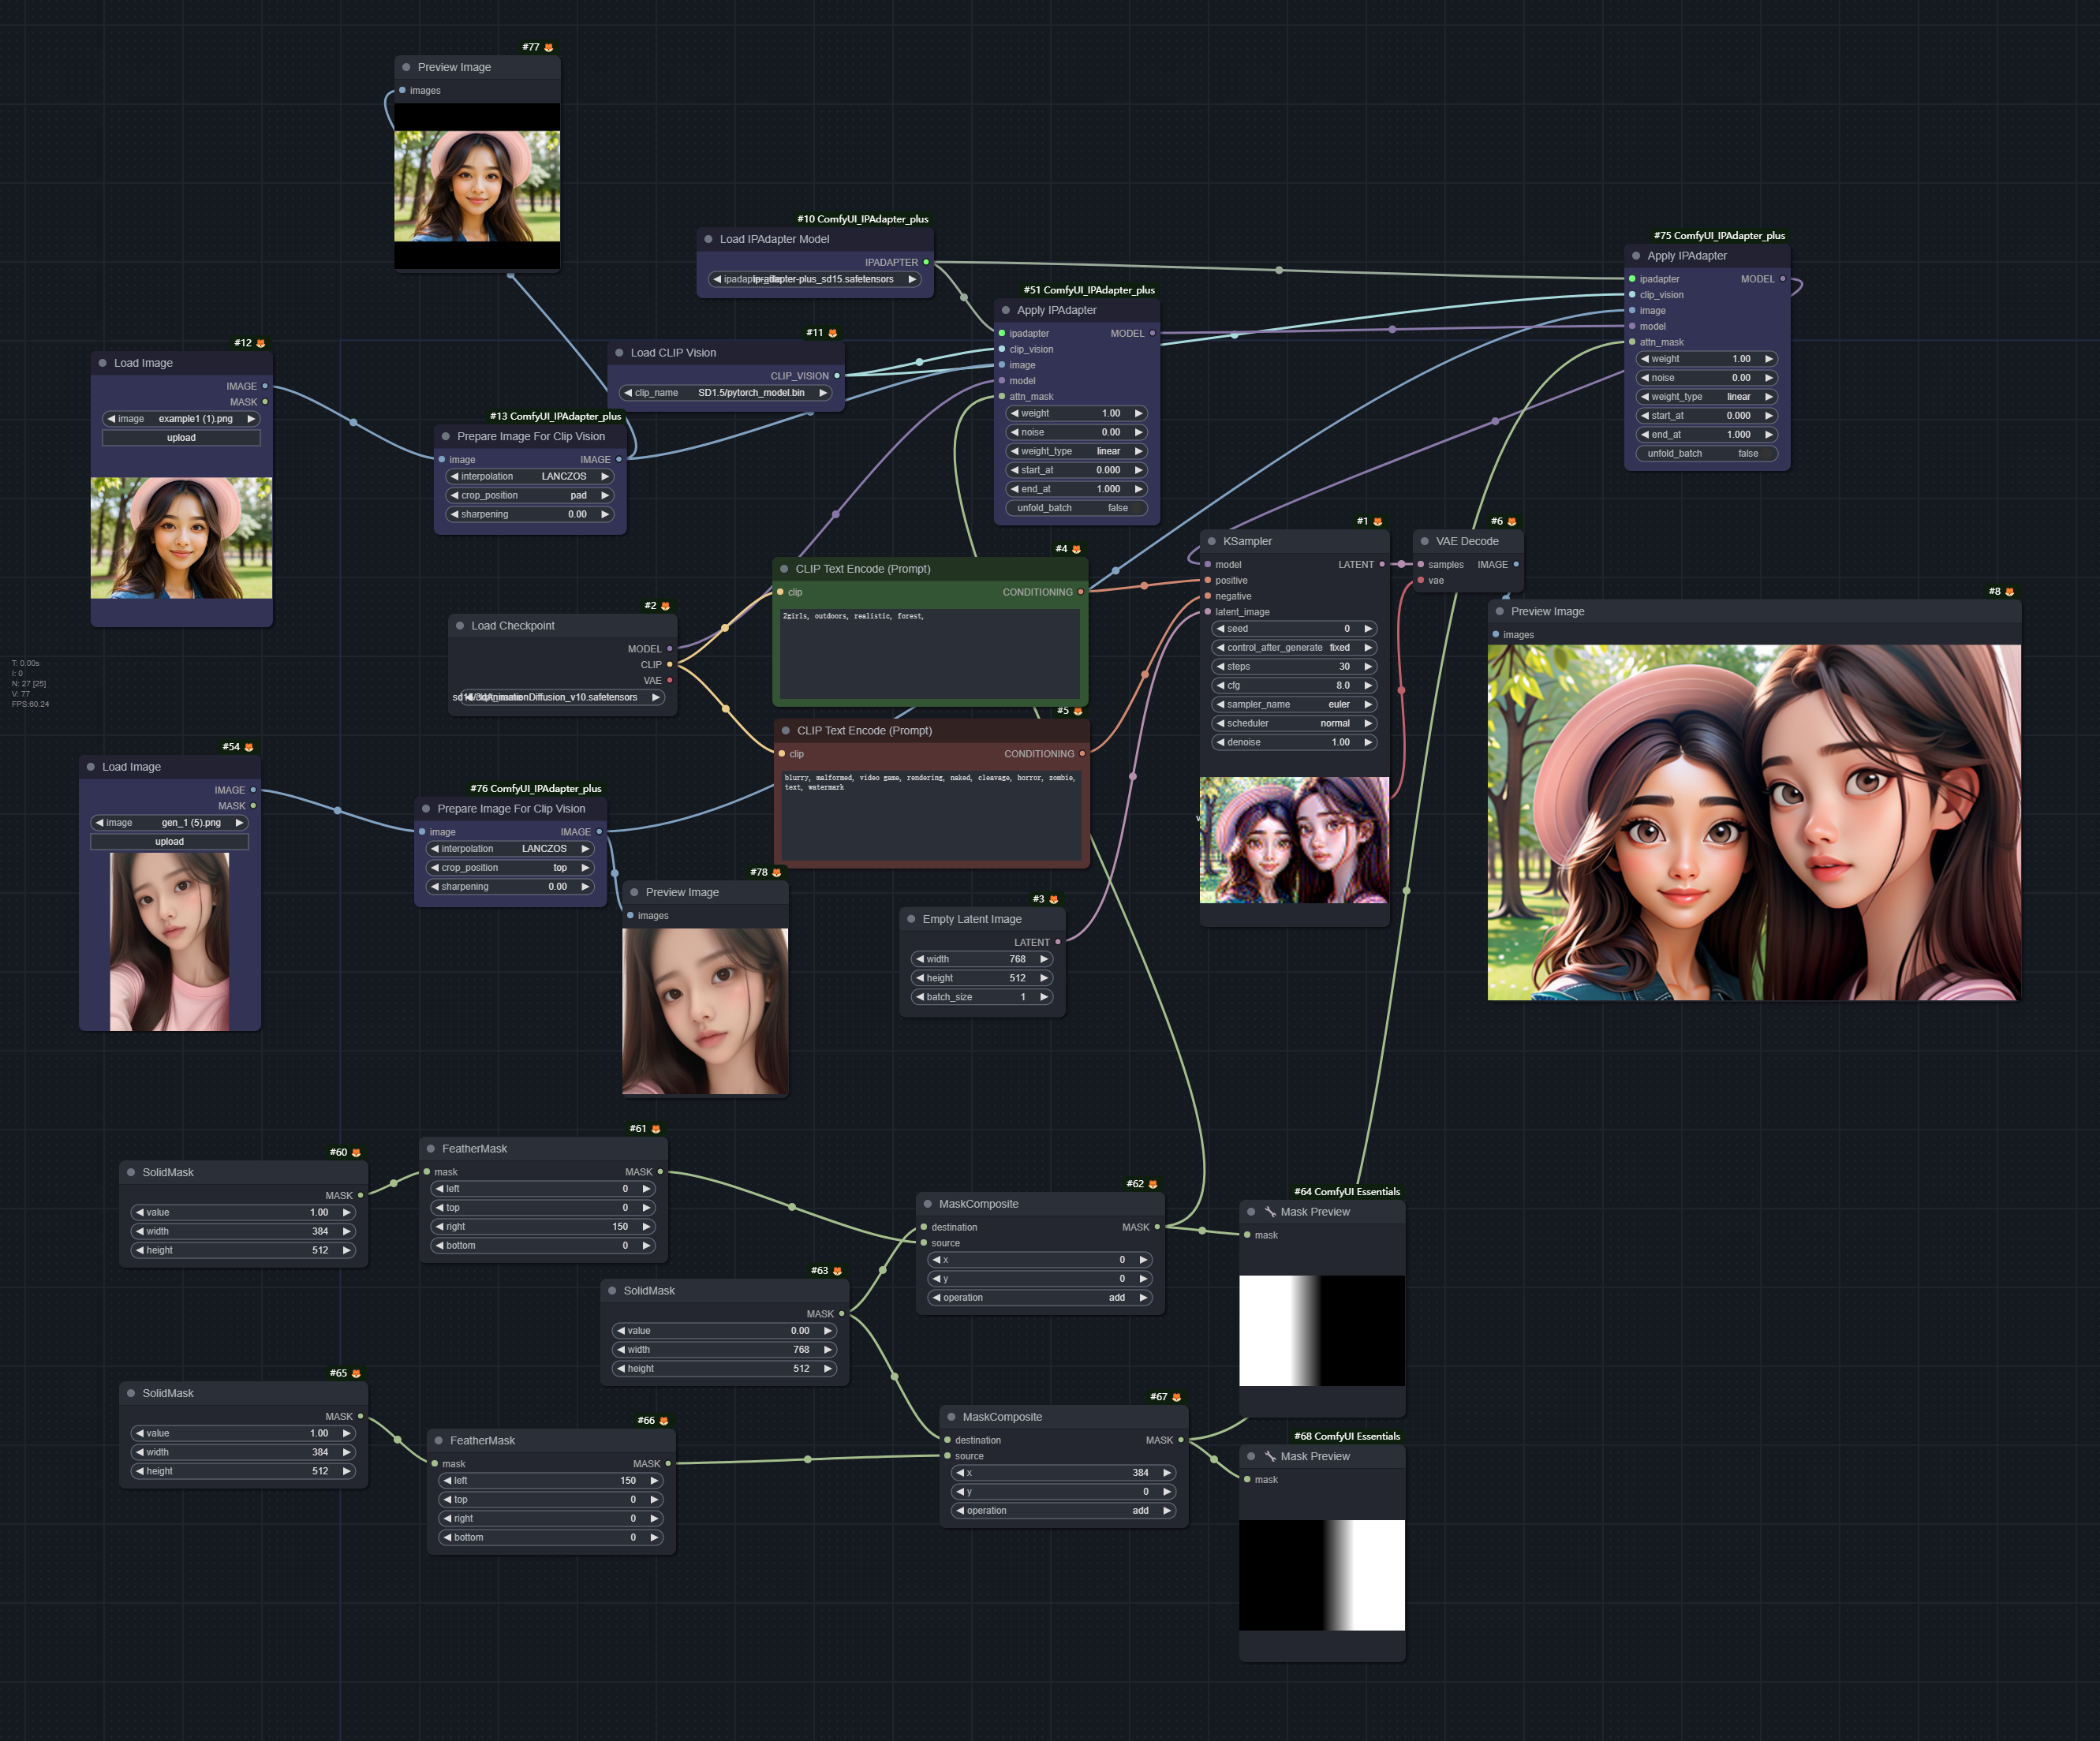 #77
Preview Image
images
#10 ComfyUI_IPAdapter_plus
Load IPAdapter Model
IPADAPTER
ip-adapter-plus_sd15.safetensors
#75 ComfyUI_IPAdapter_plus
Apply IPAdapter
ipadapter MODEL
clip_vision
image
model
attn_mask
weight 1.00
noise 0.00
weight_type linear
start_at 0.000
end_at 1.000
unfold_batch false
#51 ComfyUI_IPAdapter_plus
Apply IPAdapter
ipadapter MODEL
clip_vision
image
model
attn_mask
weight 1.00
noise 0.00
weight_type linear
start_at 0.000
end_at 1.000
unfold_batch false
#11
Load CLIP Vision
CLIP_VISION
clip_name SD1.5/pytorch_model.bin
#12
Load Image
IMAGE
MASK
image example1 (1).png
upload
#13 ComfyUI_IPAdapter_plus
Prepare Image For Clip Vision
image IMAGE
interpolation LANCZOS
crop_position pad
sharpening 0.00
#4
CLIP Text Encode (Prompt)
clip CONDITIONING
2girls, outdoors, realistic, forest,
#1
KSampler
model LATENT
positive
negative
latent_image
seed 0
control_after_generate fixed
steps 30
cfg 8.0
sampler_name euler
scheduler normal
denoise 1.00
#6
VAE Decode
samples IMAGE
vae
#8
Preview Image
images
#2
Load Checkpoint
MODEL
CLIP
VAE
T: 0.00s
I: 0
N: 27 [25]
V: 77
FPS:60.24
#5
CLIP Text Encode (Prompt)
clip CONDITIONING
blurry, malformed, video game, rendering, naked, cleavage, horror, zombie,
text, watermark
#54
Load Image
IMAGE
MASK
image gen_1 (5).png
upload
#76 ComfyUI_IPAdapter_plus
Prepare Image For Clip Vision
image IMAGE
interpolation LANCZOS
crop_position top
sharpening 0.00
#78
Preview Image
images
#3
Empty Latent Image
LATENT
width 768
height 512
batch_size 1
#60
SolidMask
MASK
value 1.00
width 384
height 512
#61
FeatherMask
mask MASK
left 0
top 0
right 150
bottom 0
#62
MaskComposite
destination MASK
source
x 0
y 0
operation add
#64 ComfyUI Essentials
Mask Preview
mask
#63
SolidMask
MASK
value 0.00
width 768
height 512
#65
SolidMask
MASK
value 1.00
width 384
height 512
#66
FeatherMask
mask MASK
left 150
top 0
right 0
bottom 0
#67
MaskComposite
destination MASK
source
x 384
y 0
operation add
#68 ComfyUI Essentials
Mask Preview
mask